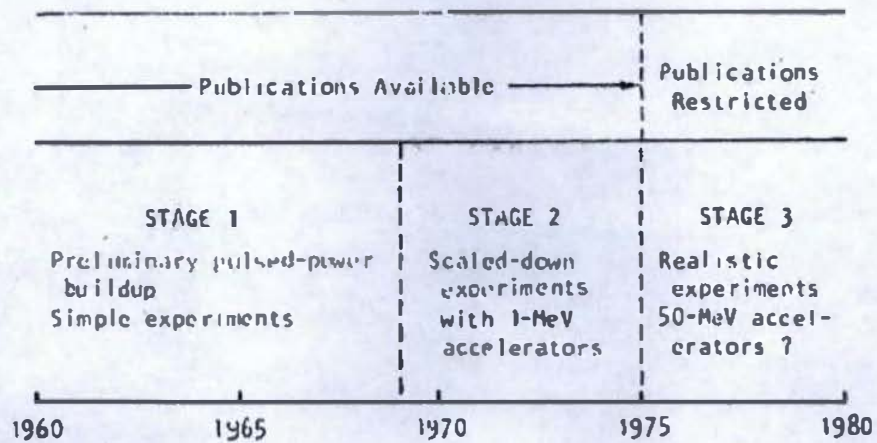 Publications Available
Publications
Restricted
STAGE 1
Preliminary pulsed-power
buildup
Simple experiments
STAGE 2
Scaled-down
experiments
with 1-MeV
accelerators
STAGE 3
Realistic
experiments
50-MeV accel-
erators ?
1960 1965 1970 1975 1980